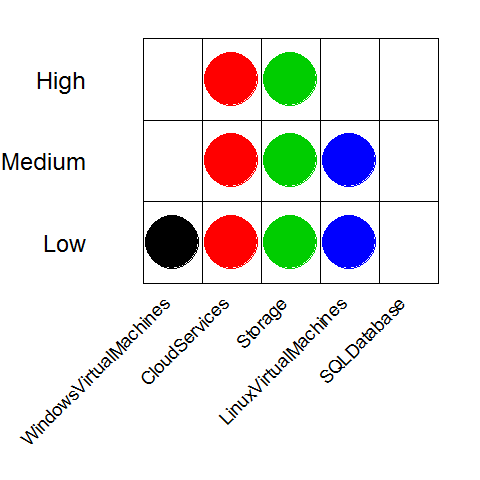 High
Medium
Low
WindowsVirtualMachines
CloudServices
Storage
LinuxVirtualMachines
SQLDatabase